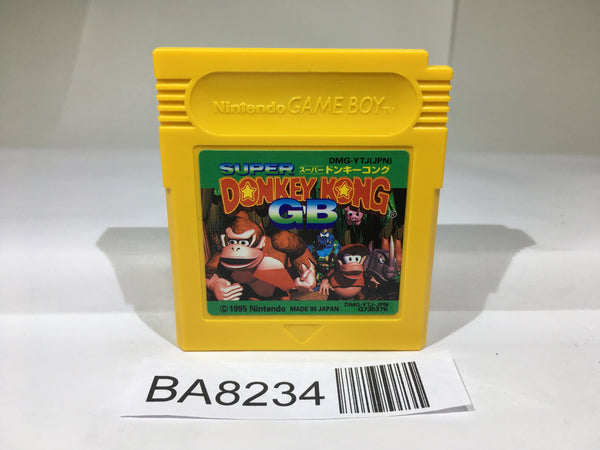 Nintendo GAME BOY TM
DMG-YTJ(JPN)
SUPER スーパードンキーコング
DONKEY KONG
GB
DMG-YTJ-JPN
G735376
© 1995 Nintendo MADE IN JAPAN
BA8234